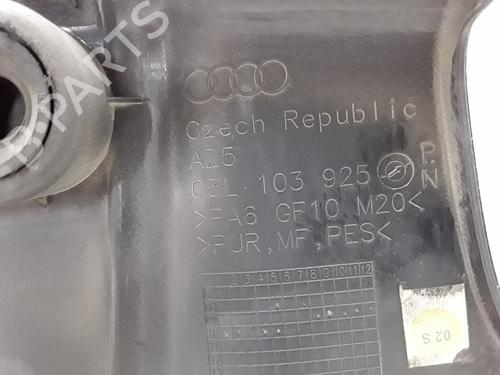 Czech Republic
AZ5
03L 103 925 P.N
>PA6 GF10 M20<
>PUR,MF,PES<
2 3 4 5 6 7 8 9 10 11 12
02 S
B-PARTS